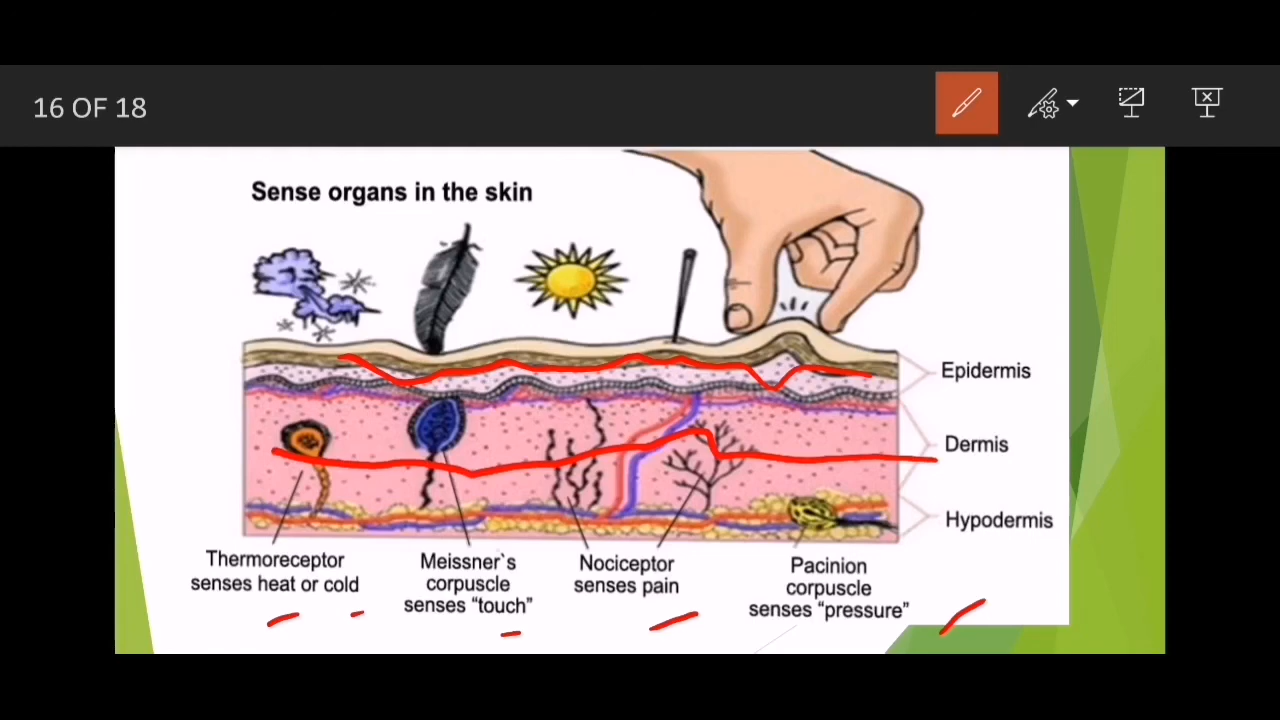 16 OF 18
Sense organs in the skin
Epidermis
Dermis
Hypodermis
Thermoreceptor
senses heat or cold
Meissner`s
corpuscle
senses "touch"
Nociceptor
senses pain
Pacinion
corpuscle
senses "pressure"